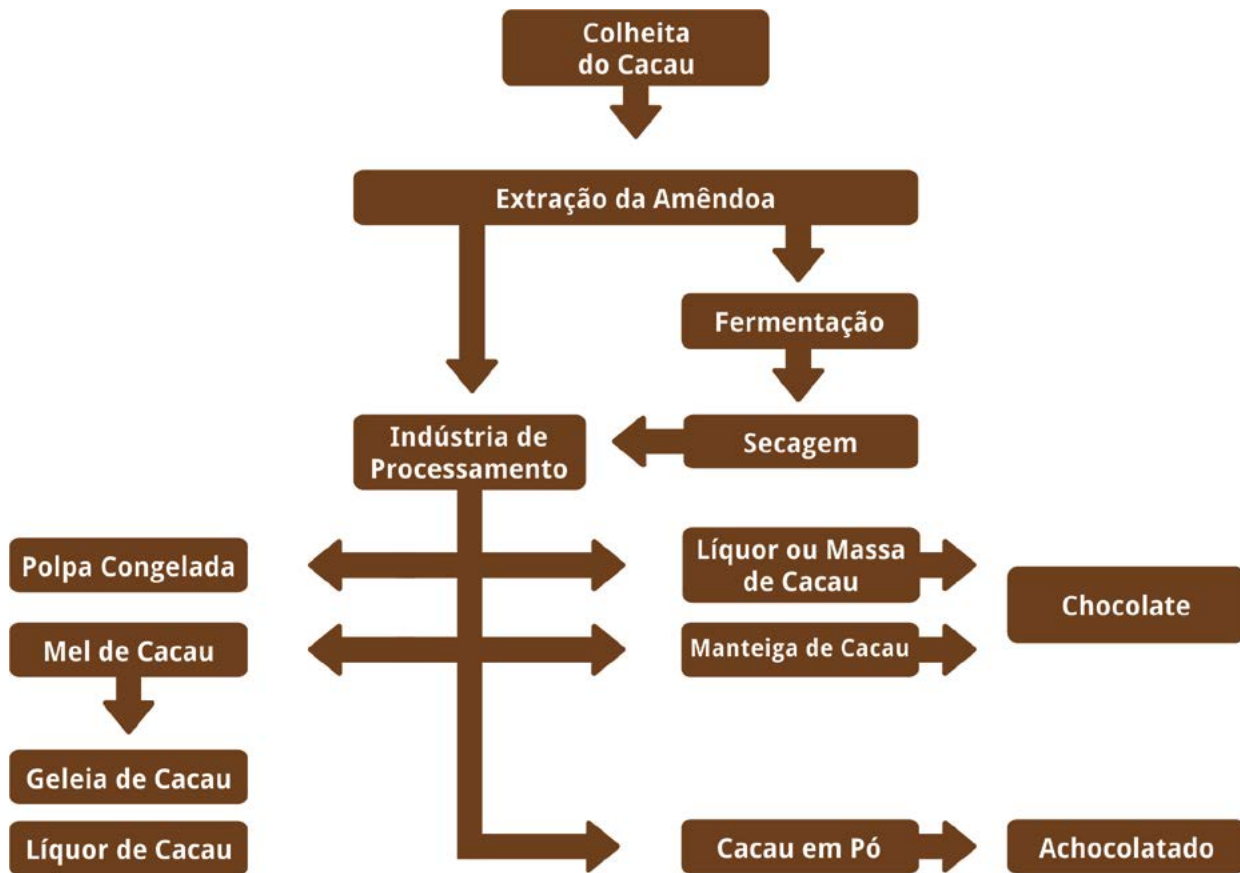 Colheita
do Cacau
Extração da Amêndoa
Fermentação
Indústria de
Processamento
Secagem
Polpa Congelada
Líquor ou Massa
de Cacau
Chocolate
Mel de Cacau
Manteiga de Cacau
Geleia de Cacau
Líquor de Cacau
Cacau em Pó
Achocolatado